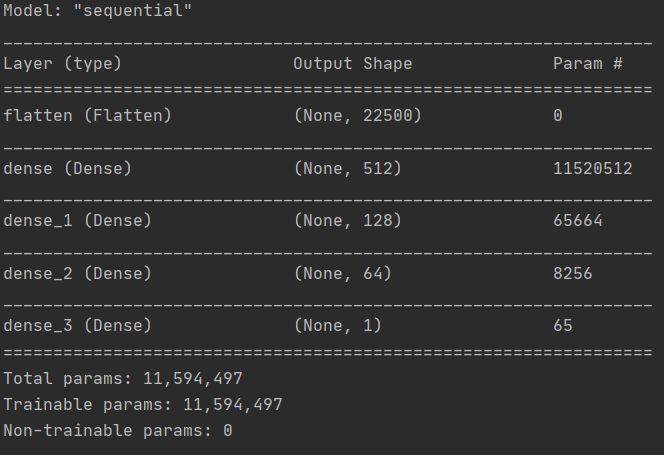 Model: "sequential"
_________________________________________________________________
Layer (type)                 Output Shape              Param #
=================================================================
flatten (Flatten)            (None, 22500)             0
_________________________________________________________________
dense (Dense)                (None, 512)               11520512
_________________________________________________________________
dense_1 (Dense)              (None, 128)               65664
_________________________________________________________________
dense_2 (Dense)              (None, 64)                8256
_________________________________________________________________
dense_3 (Dense)              (None, 1)                 65
=================================================================
Total params: 11,594,497
Trainable params: 11,594,497
Non-trainable params: 0